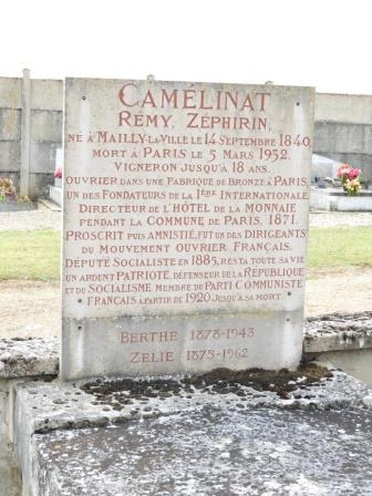 CAMÉLINAT
RÉMY, ZÉPHIRIN,
NÉ À MAILLY-LA-VILLE LE 14 SEPTEMBRE 1840,
MORT À PARIS LE 5 MARS 1932.
VIGNERON JUSQU'À 18 ANS.
OUVRIER DANS UNE FABRIQUE DE BRONZE À PARIS,
UN DES FONDATEURS DE LA 1ÈRE INTERNATIONALE
DIRECTEUR DE L'HÔTEL DE LA MONNAIE
PENDANT LA COMMUNE DE PARIS, 1871.
PROSCRIT PUIS AMNISTIÉ, FUT UN DES DIRIGEANTS
DU MOUVEMENT OUVRIER FRANÇAIS.
DÉPUTÉ SOCIALISTE EN 1885, RESTA TOUTE SA VIE
UN ARDENT PATRIOTE, DÉFENSEUR DE LA RÉPUBLIQUE
ET DU SOCIALISME MEMBRE DU PARTI COMMUNISTE
FRANÇAIS À PARTIR DE 1920 JUSQU'À SA MORT.
BERTHE 1878-1943
ZELIE 1875-1962